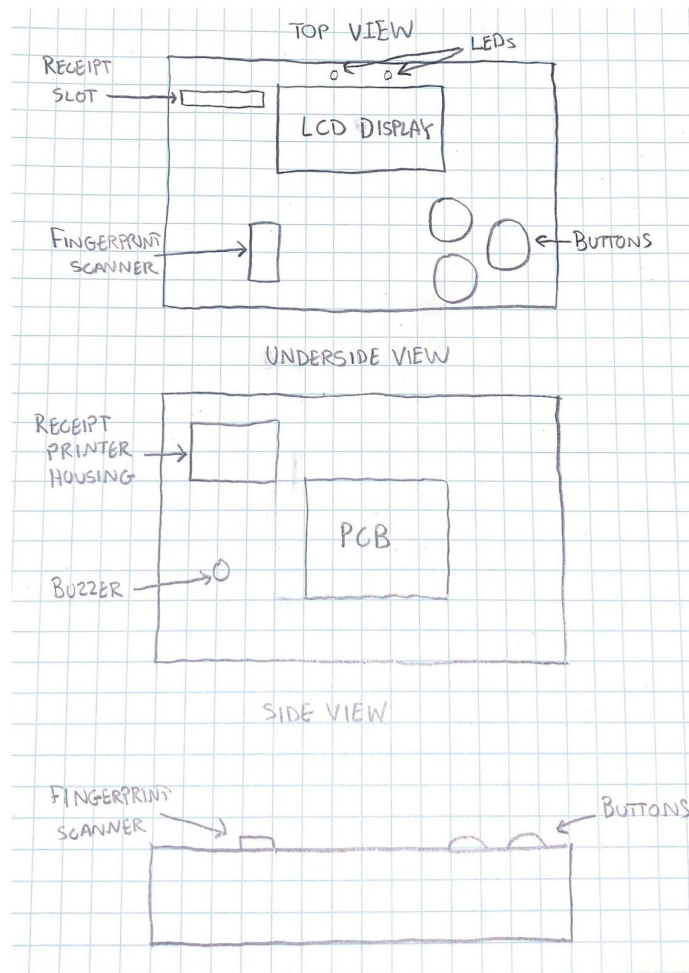 TOP VIEW
LEDs
RECEIPT
SLOT
LCD DISPLAY
FINGERPRINT
SCANNER
BUTTONS
UNDERSIDE VIEW
RECEIPT
PRINTER
HOUSING
PCB
BUZZER
SIDE VIEW
FINGERPRINT
SCANNER
BUTTONS